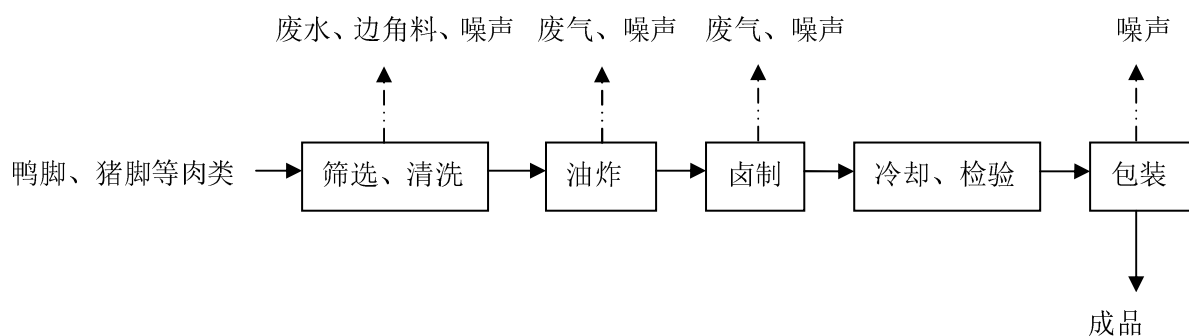 废水、边角料、噪声 废气、噪声 废气、噪声 噪声
鸭脚、猪脚等肉类 筛选、清洗 油炸 卤制 冷却、检验 包装
成品